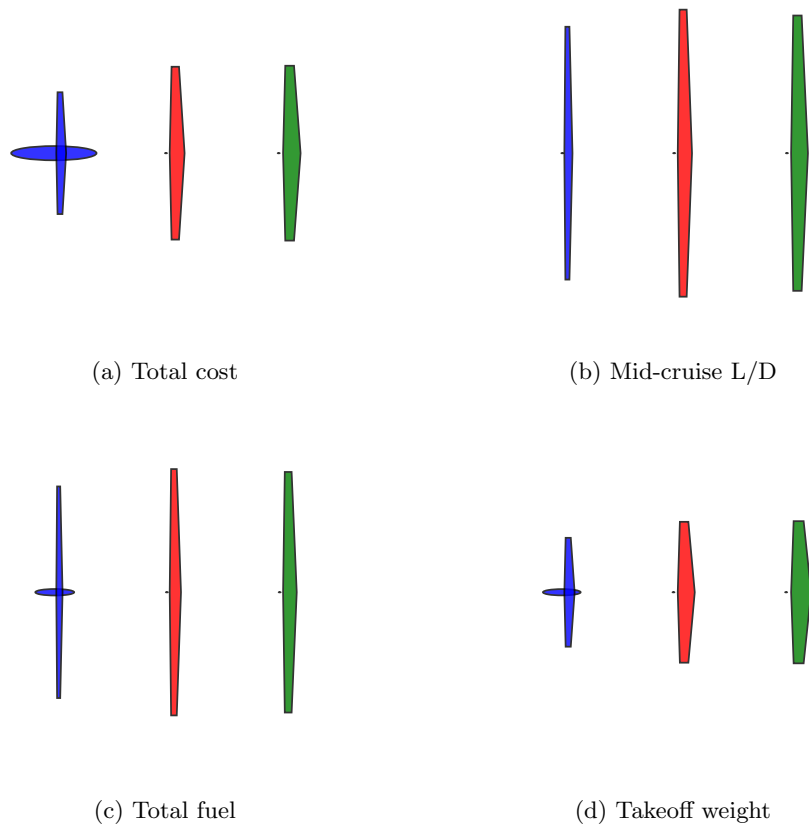 (a) Total cost
(b) Mid-cruise L/D
(c) Total fuel
(d) Takeoff weight